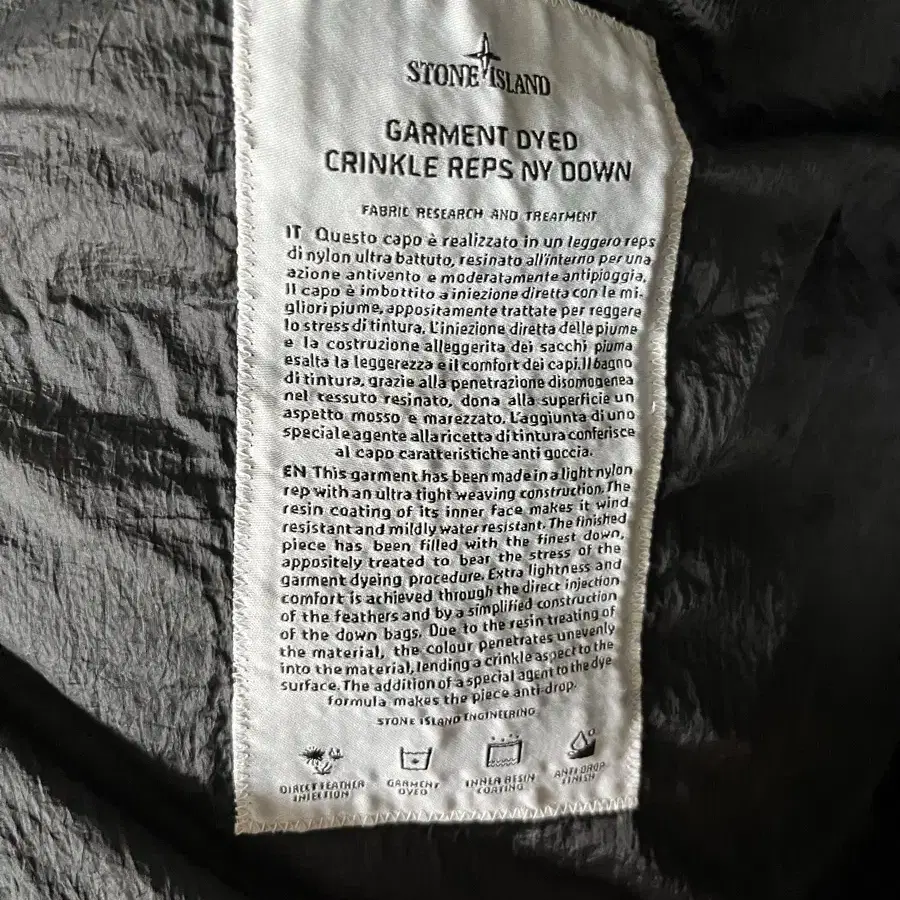 STONE ISLAND
GARMENT DYED
CRINKLE REPS NY DOWN
FABRIC RESEARCH AND TREATMENT
IT Questo capo è realizzato in un leggero reps
di nylon ultra battuto, resinato all'interno per una
azione antivento e moderatamente antipioggia.
Il capo è imbottito a iniezione diretta con le mi-
gliori piume, appositamente trattate per reggere
lo stress di tintura. L'iniezione diretta delle piume
e la costruzione alleggerita dei sacchi piuma
esalta la leggerezza e il comfort dei capi. Il bagno
di tintura, grazie alla penetrazione disomogenea
nel tessuto resinato, dona alla superficie un
aspetto mosso e marezzato. L'aggiunta di uno
speciale agente alla ricetta di tintura conferisce
al capo caratteristiche anti goccia.
EN This garment has been made in a light nylon
rep with an ultra tight weaving construction. The
resin coating of its inner face makes it wind
resistant and mildly water resistant. The finished
piece has been filled with the finest down,
appositely treated to bear the stress of the
garment dyeing procedure. Extra lightness and
comfort is achieved through the direct injection
of the feathers and by a simplified construction
of the down bags. Due to the resin treating of
the material, the colour penetrates unevenly
into the material, lending a crinkle aspect to the
surface. The addition of a special agent to the dye
formula makes the piece anti-drop.
STONE ISLAND ENGINEERING
DIRECT FEATHER
INJECTION
GARMENT
DYED
INNER RESIN
COATING
ANTI DROP
FINISH